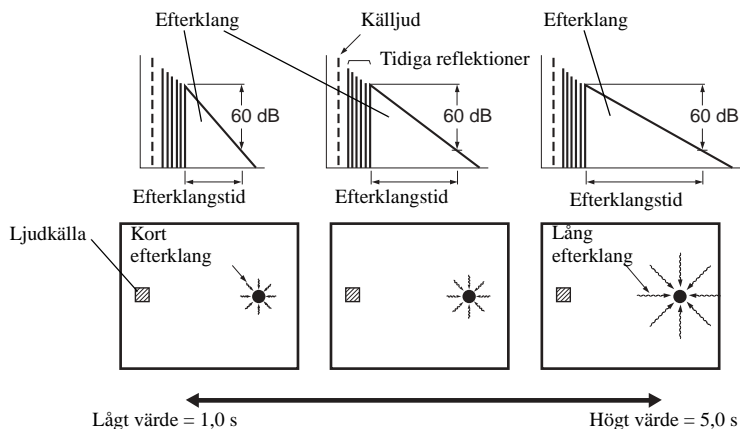 Efterklang
Källjud
Efterklang
Tidiga reflektioner
60 dB
60 dB
60 dB
Efterklangstid
Efterklangstid
Efterklangstid
Ljudkälla
Kort
efterklang
Lång
efterklang
Lågt värde = 1,0 s
Högt värde = 5,0 s